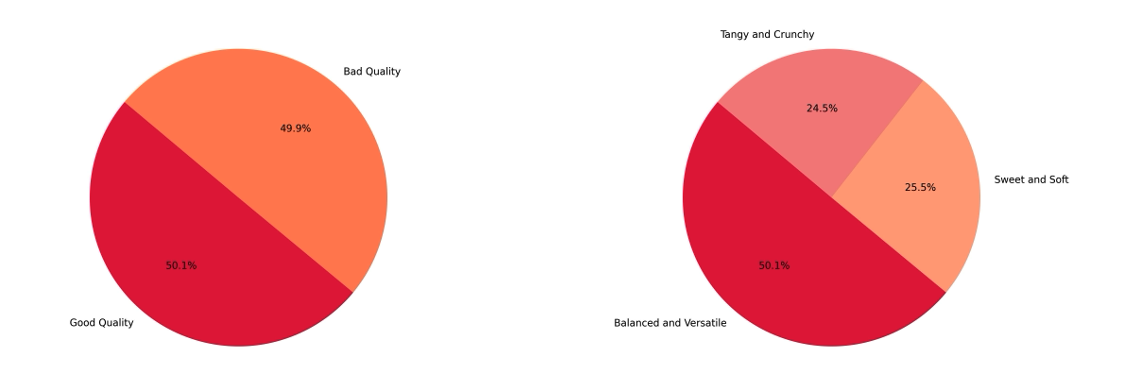 Tangy and Crunchy
Bad Quality
24.5%
49.9%
Sweet and Soft
25.5%
50.1%
50.1%
Good Quality
Balanced and Versatile